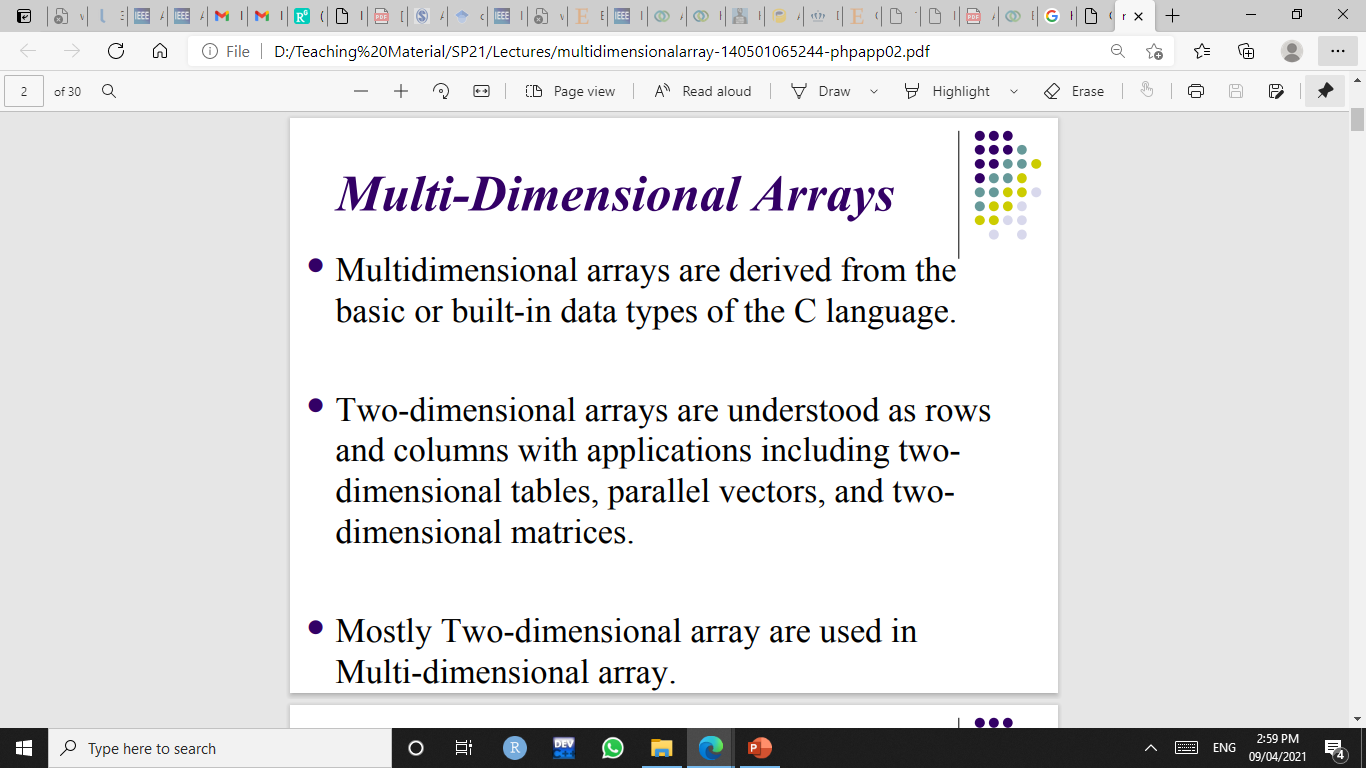 File
D:/Teaching%20Material/SP21/Lectures/multidimensionalarray-140501065244-phpapp02.pdf
2 of 30
Page view
Read aloud
Draw
Highlight
Erase
Multi-Dimensional Arrays
Multidimensional arrays are derived from the
basic or built-in data types of the C language.
Two-dimensional arrays are understood as rows
and columns with applications including two-
dimensional tables, parallel vectors, and two-
dimensional matrices.
Mostly Two-dimensional array are used in
Multi-dimensional array.
Type here to search
R
DEV
ENG
2:59 PM
09/04/2021
4